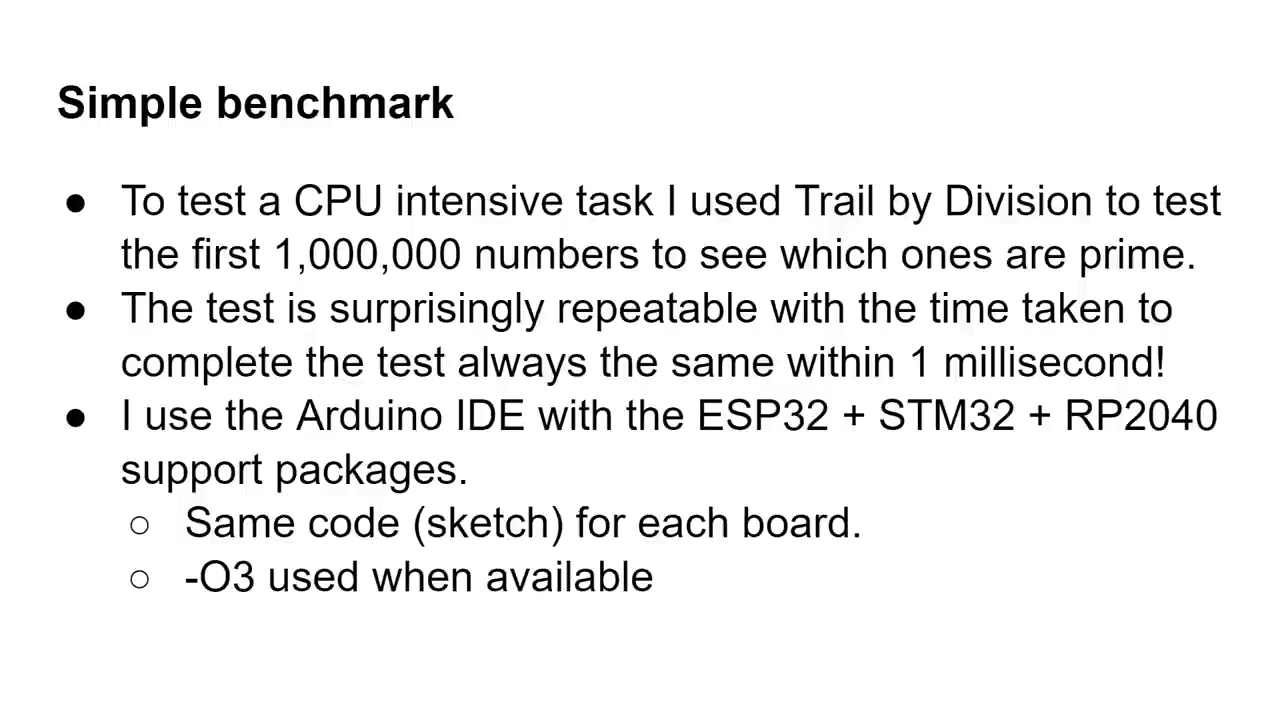 Simple benchmark
● To test a CPU intensive task I used Trail by Division to test
the first 1,000,000 numbers to see which ones are prime.
● The test is surprisingly repeatable with the time taken to
complete the test always the same within 1 millisecond!
● I use the Arduino IDE with the ESP32 + STM32 + RP2040
support packages.
○ Same code (sketch) for each board.
○ -O3 used when available